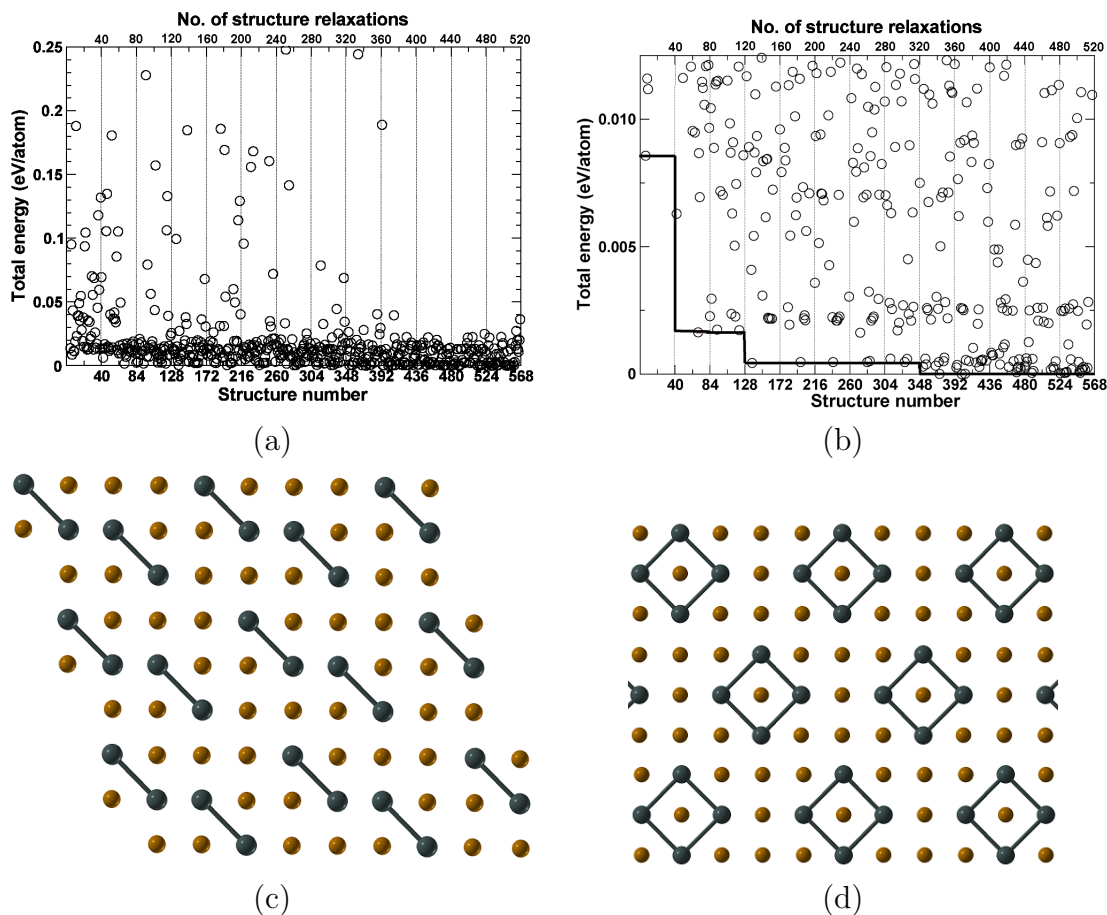 No. of structure relaxations
40 80 120 160 200 240 280 320 360 400 440 480 520
0.25
0.2
0.15
0.1
0.05
0
Total energy (eV/atom)
40 84 128 172 216 260 304 348 392 436 480 524 568
Structure number
(a)
No. of structure relaxations
40 80 120 160 200 240 280 320 360 400 440 480 520
0.010
0.005
0
Total energy (eV/atom)
40 84 128 172 216 260 304 348 392 436 480 524 568
Structure number
(b)
(c)
(d)